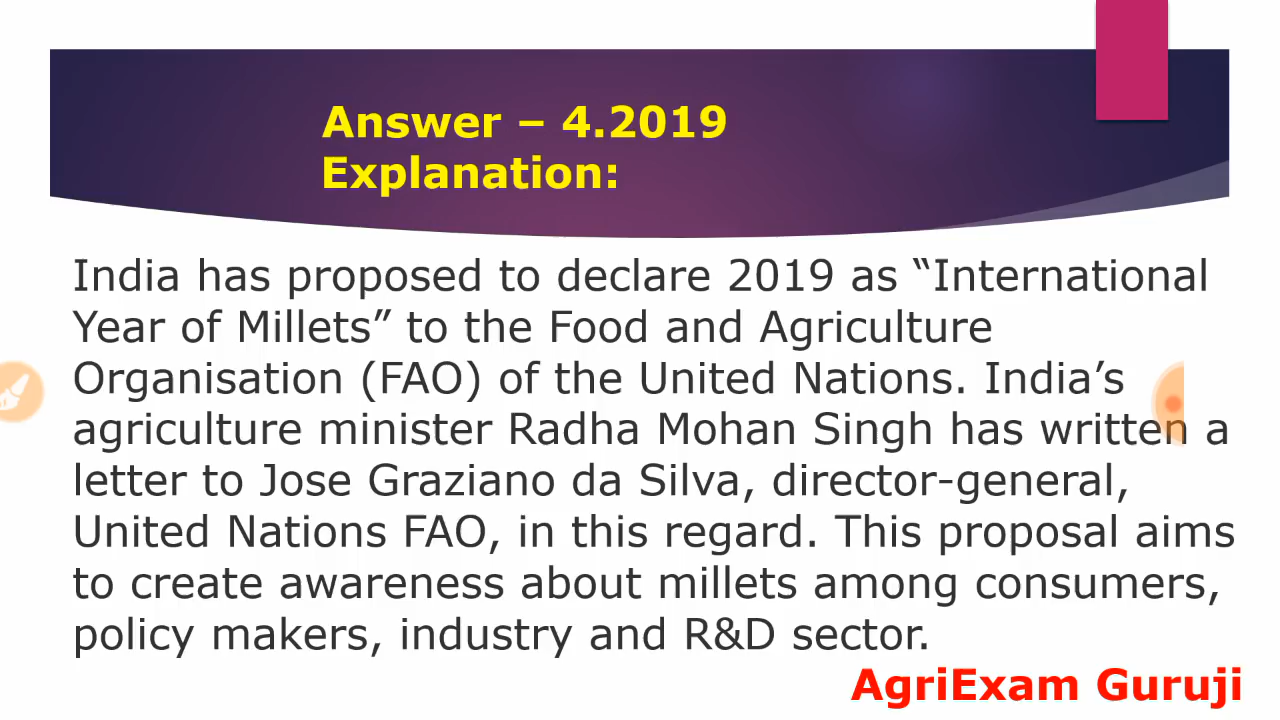 Answer – 4.2019
Explanation:
India has proposed to declare 2019 as “International
Year of Millets” to the Food and Agriculture
Organisation (FAO) of the United Nations. India’s
agriculture minister Radha Mohan Singh has written a
letter to Jose Graziano da Silva, director-general,
United Nations FAO, in this regard. This proposal aims
to create awareness about millets among consumers,
policy makers, industry and R&D sector.
AgriExam Guruji